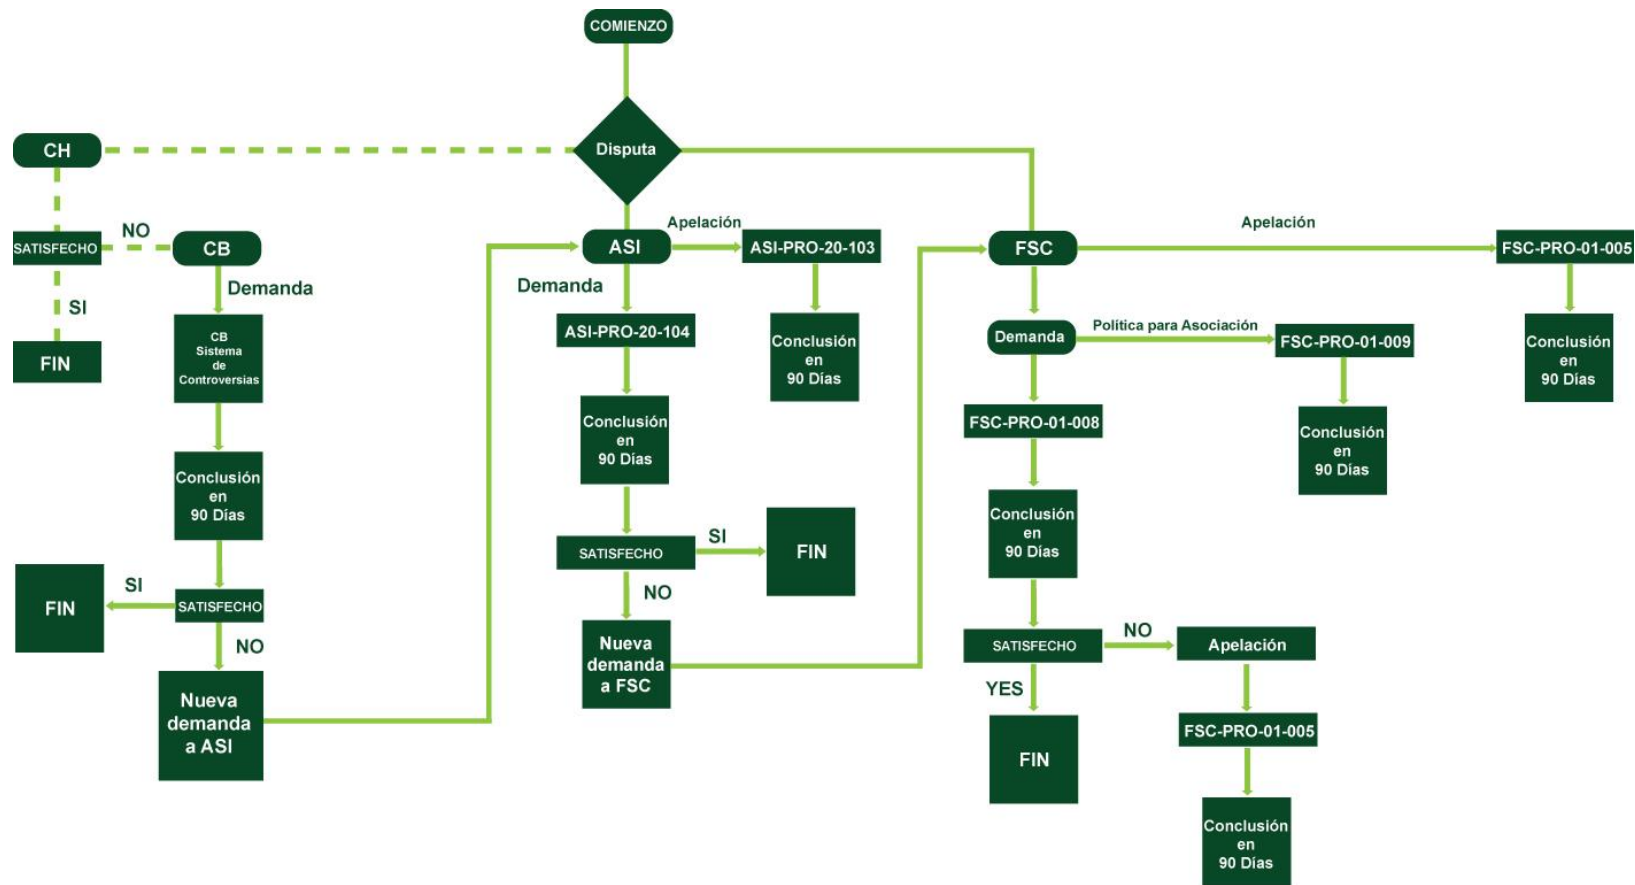 COMIENZO
Disputa
CH
SATISFECHO
NO
SI
FIN
CB
Demanda
CB
Sistema
de
Controversias
Conclusión
en
90 Días
SATISFECHO
SI
FIN
NO
Nueva
demanda
a ASI
ASI
Apelación
ASI-PRO-20-103
Conclusión
en
90 Días
Demanda
ASI-PRO-20-104
Conclusión
en
90 Días
SATISFECHO
SI
FIN
NO
Nueva
demanda
a FSC
FSC
Apelación
FSC-PRO-01-005
Conclusión
en
90 Días
Demanda
Política para Asociación
FSC-PRO-01-009
Conclusión
en
90 Días
FSC-PRO-01-008
Conclusión
en
90 Días
SATISFECHO
YES
FIN
NO
Apelación
FSC-PRO-01-005
Conclusión
en
90 Días